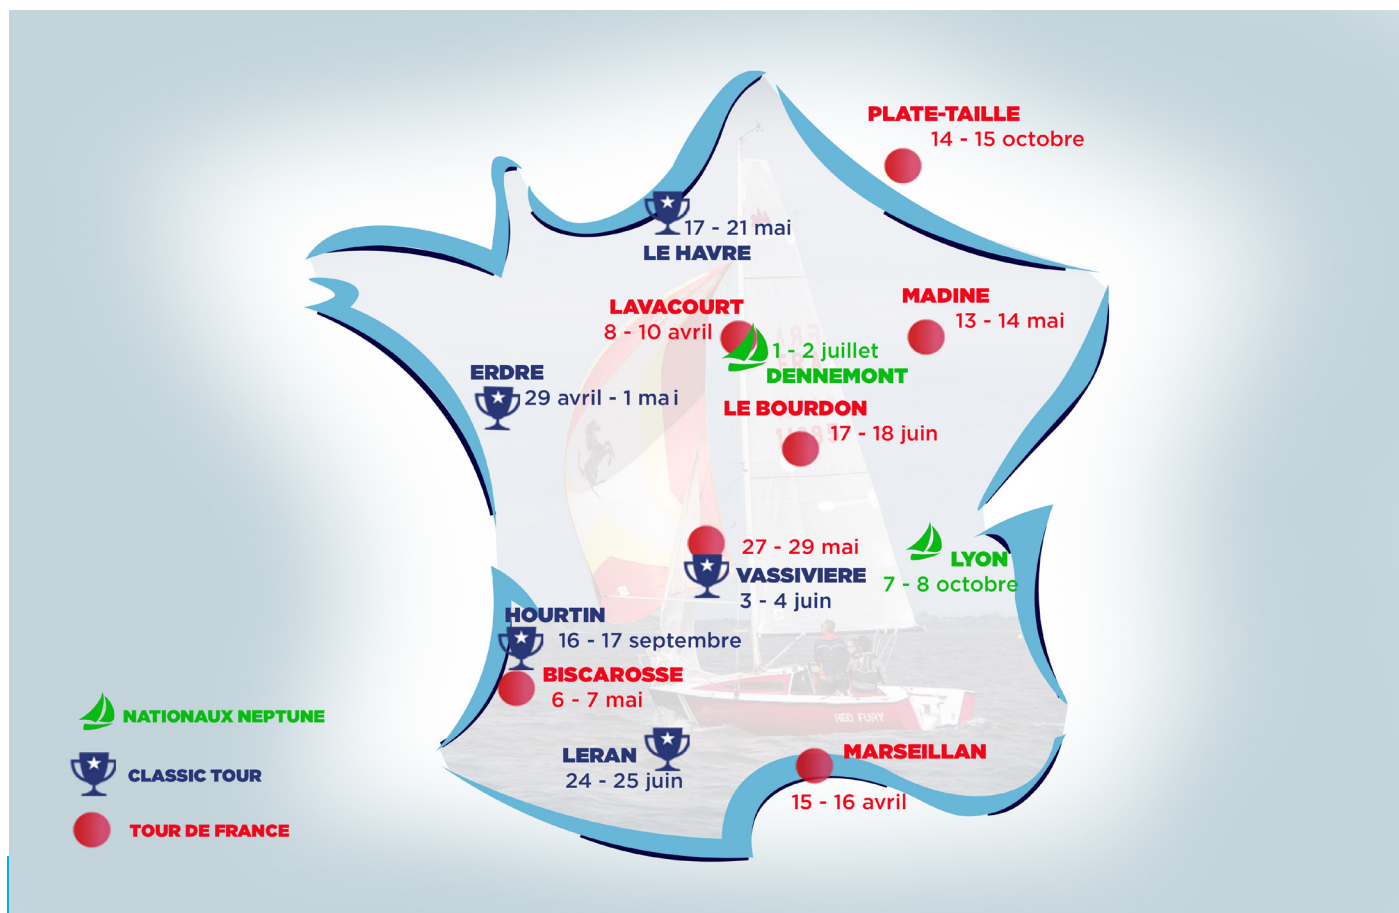 PLATE-TAILLE
14 - 15 octobre
17 - 21 mai
LE HAVRE
LAVACOURT
8 - 10 avril
MADINE
13 - 14 mai
1 - 2 juillet
DENNEMONT
ERDRE
29 avril - 1 mai
LE BOURDON
17 - 18 juin
27 - 29 mai
VASSIVIERE
3 - 4 juin
LYON
7 - 8 octobre
HOURTIN
16 - 17 septembre
BISCAROSSE
6 - 7 mai
RED FURY
LERAN
24 - 25 juin
MARSEILLAN
15 - 16 avril
NATIONAUX NEPTUNE
CLASSIC TOUR
TOUR DE FRANCE